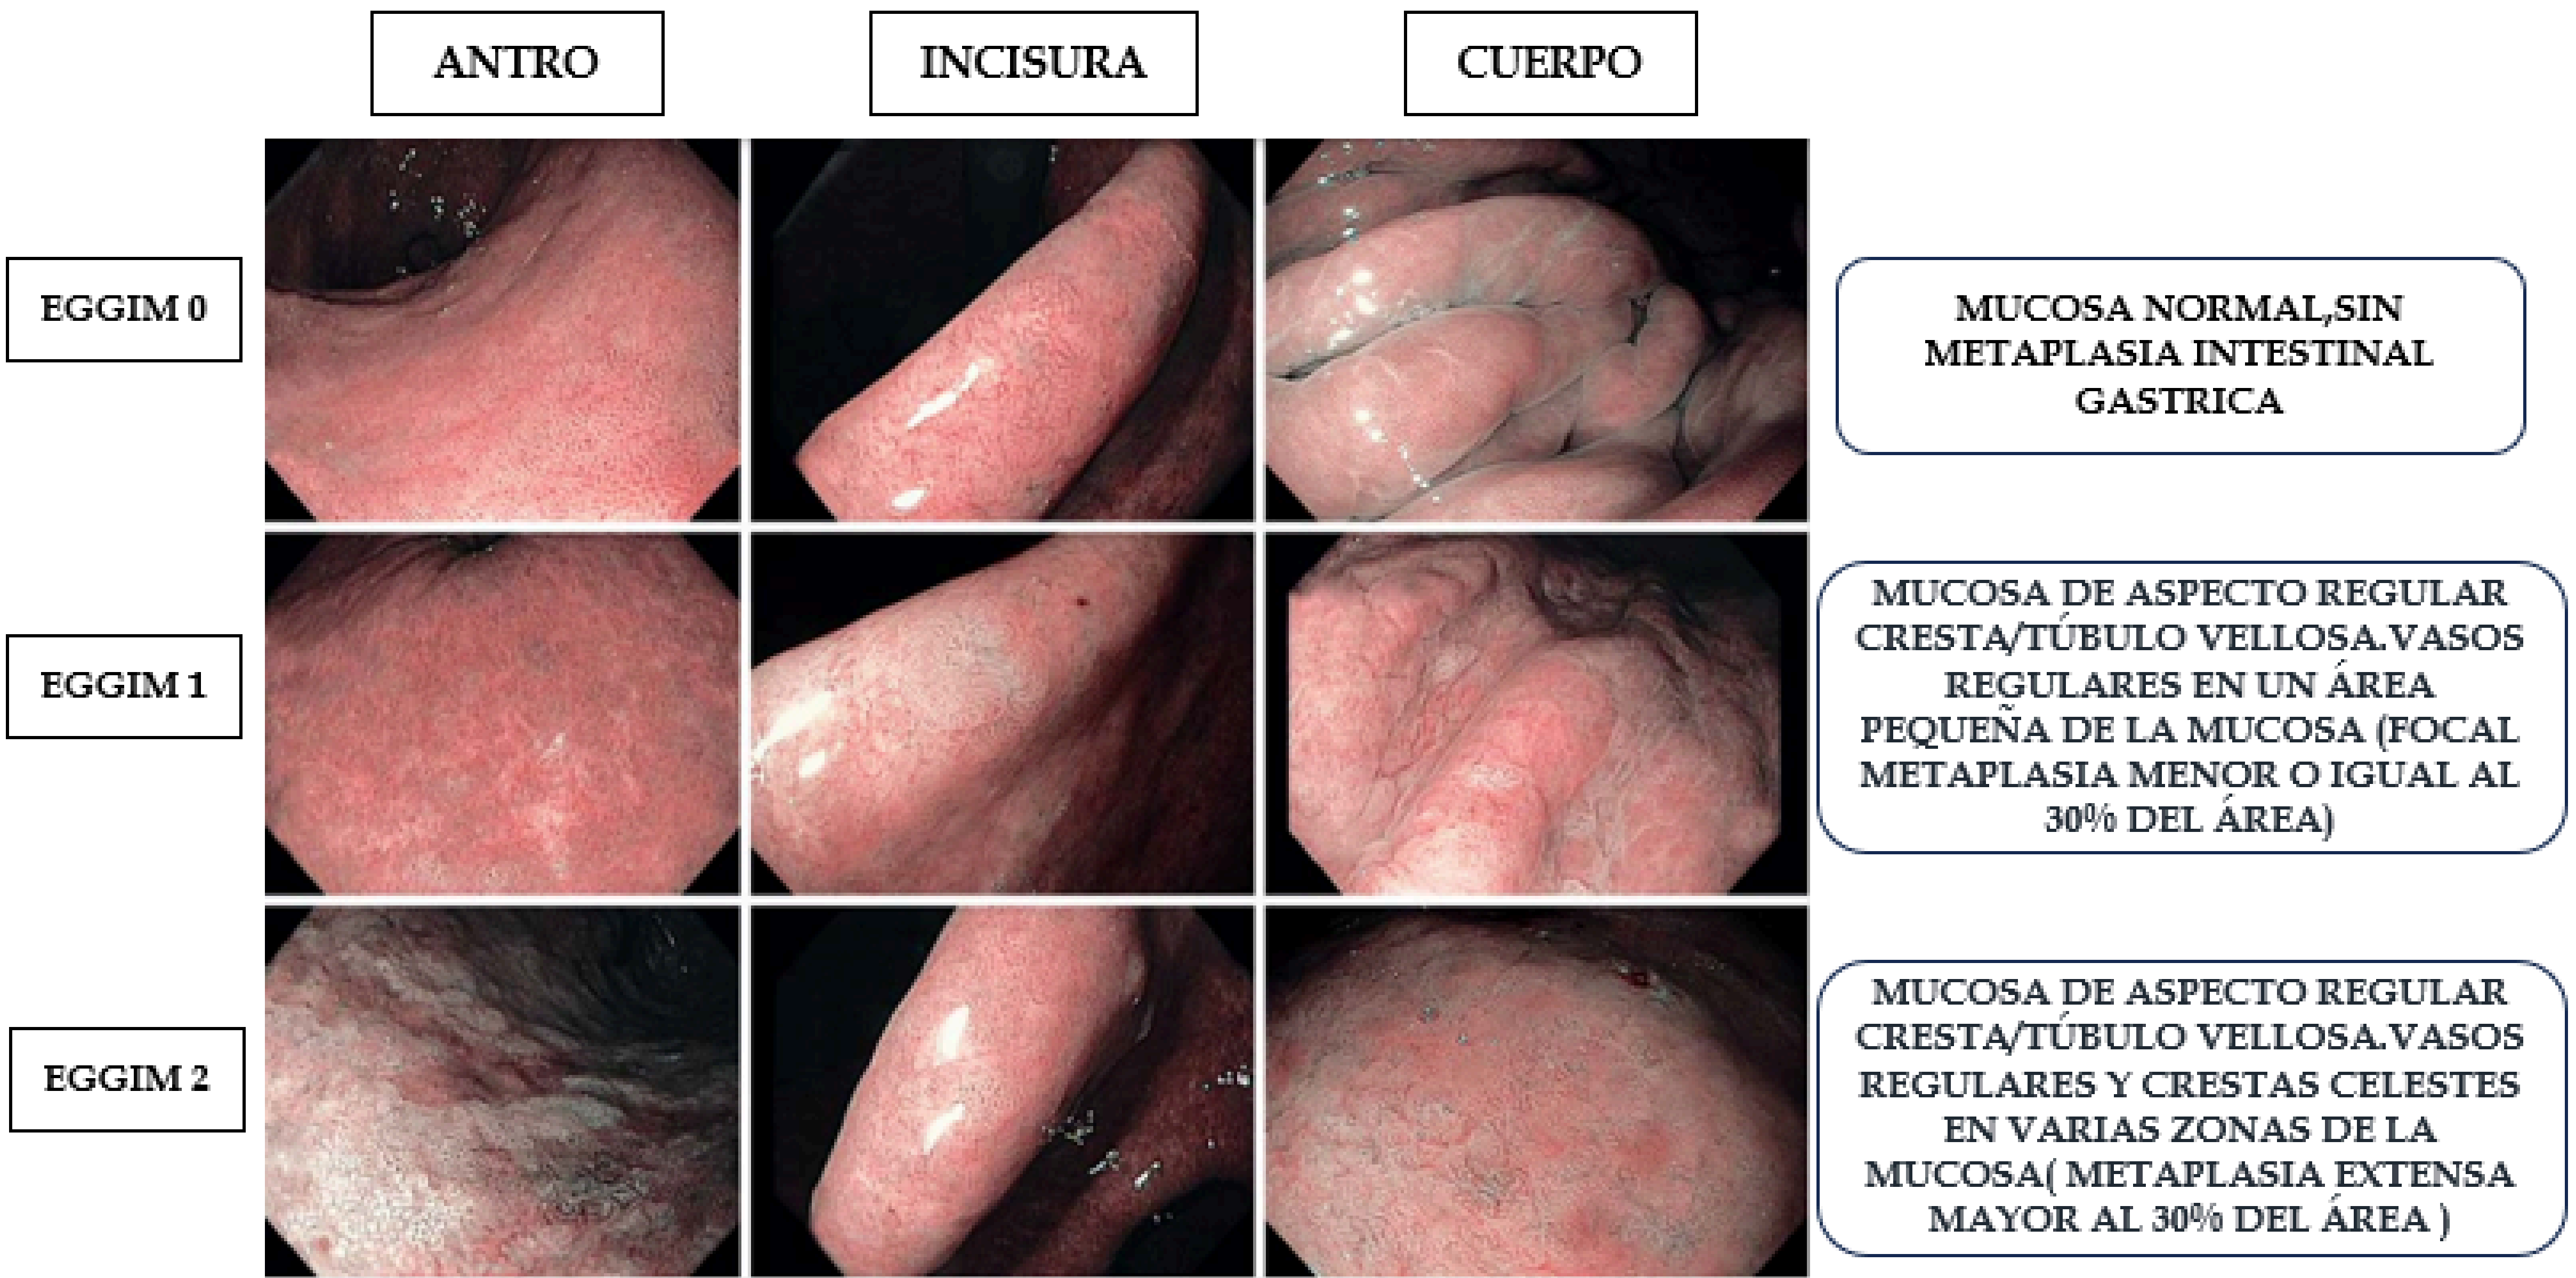 ANTRO
INCISURA
CUERPO
EGGIM 0
MUCOSA NORMAL,SIN
METAPLASIA INTESTINAL
GASTRICA
EGGIM 1
MUCOSA DE ASPECTO REGULAR
CRESTA/TÚBULO VELLOSA.VASOS
REGULARES EN UN ÁREA
PEQUEÑA DE LA MUCOSA (FOCAL
METAPLASIA MENOR O IGUAL AL
30% DEL ÁREA)
EGGIM 2
MUCOSA DE ASPECTO REGULAR
CRESTA/TÚBULO VELLOSA.VASOS
REGULARES Y CRESTAS CELESTES
EN VARIAS ZONAS DE LA
MUCOSA( METAPLASIA EXTENSA
MAYOR AL 30% DEL ÁREA )